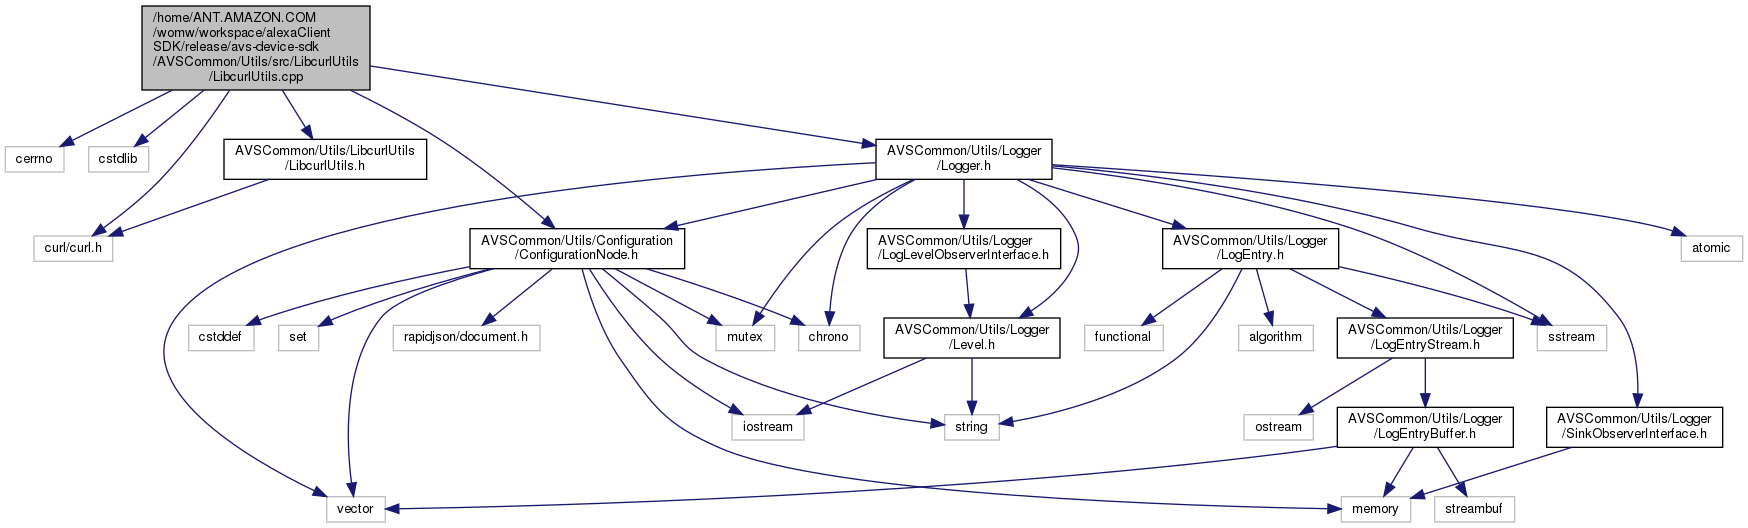 /home/ANT.AMAZON.COM
/womw/workspace/alexaClient
SDK/release/avs-device-sdk
/AVSCommon/Utils/src/LibcurlUtils
/LibcurlUtils.cpp
cerrno
cstdlib
AVSCommon/Utils/LibcurlUtils
/LibcurlUtils.h
AVSCommon/Utils/Logger
/Logger.h
curl/curl.h
AVSCommon/Utils/Configuration
/ConfigurationNode.h
AVSCommon/Utils/Logger
/LogLevelObserverInterface.h
AVSCommon/Utils/Logger
/LogEntry.h
atomic
cstddef
set
rapidjson/document.h
mutex
chrono
AVSCommon/Utils/Logger
/Level.h
functional
algorithm
AVSCommon/Utils/Logger
/LogEntryStream.h
sstream
iostream
string
ostream
AVSCommon/Utils/Logger
/LogEntryBuffer.h
AVSCommon/Utils/Logger
/SinkObserverInterface.h
vector
memory
streambuf